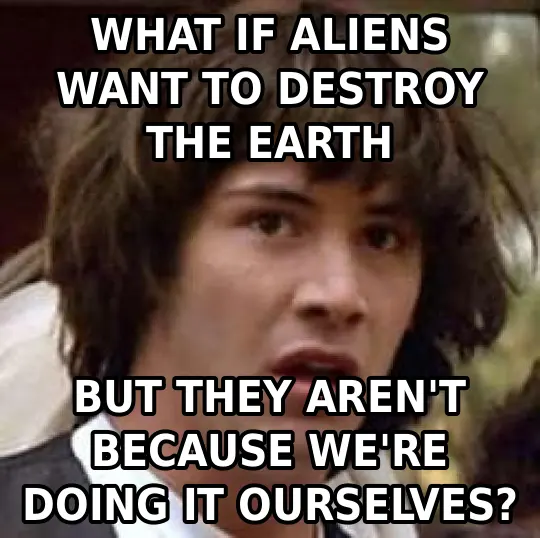 WHAT IF ALIENS
WANT TO DESTROY
THE EARTH
BUT THEY AREN'T
BECAUSE WE'RE
DOING IT OURSELVES?